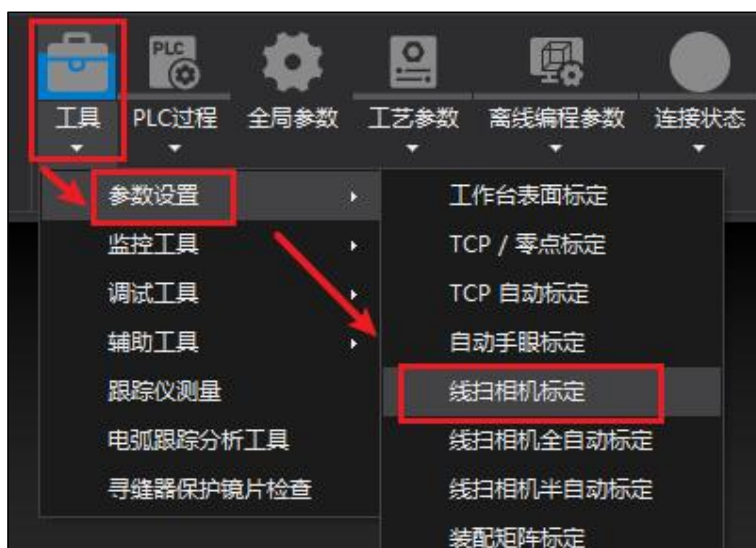 PLC
工具
PLC过程
全局参数
工艺参数
离线编程参数
连接状态
参数设置
监控工具
调试工具
辅助工具
跟踪仪测量
电弧跟踪分析工具
寻缝器保护镜片检查
工作台表面标定
TCP / 零点标定
TCP 自动标定
自动手眼标定
线扫相机标定
线扫相机全自动标定
线扫相机半自动标定
装配矩阵标定